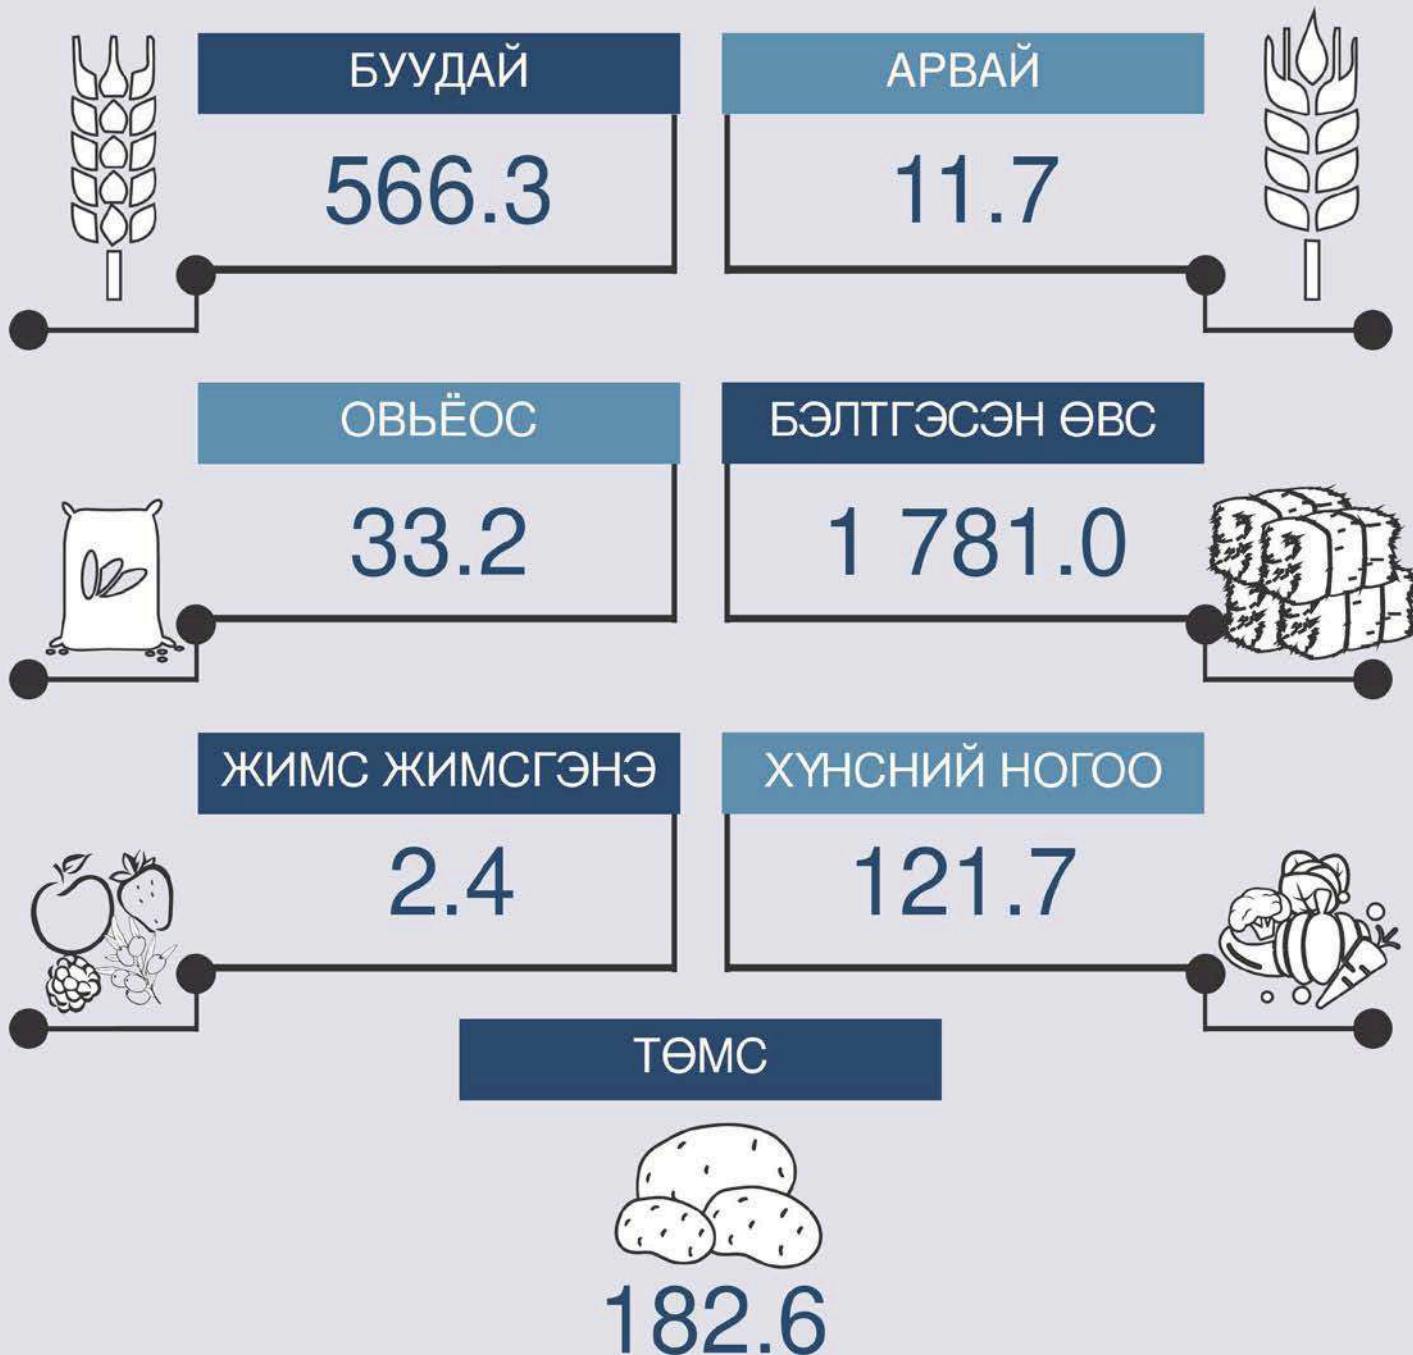 БУУДАЙ
566.3
АРВАЙ
11.7
ОВЬЁОС
33.2
БЭЛТГЭСЭН ӨВС
1 781.0
ЖИМС ЖИМСГЭНЭ
2.4
ХҮНСНИЙ НОГОО
121.7
ТӨМС
182.6